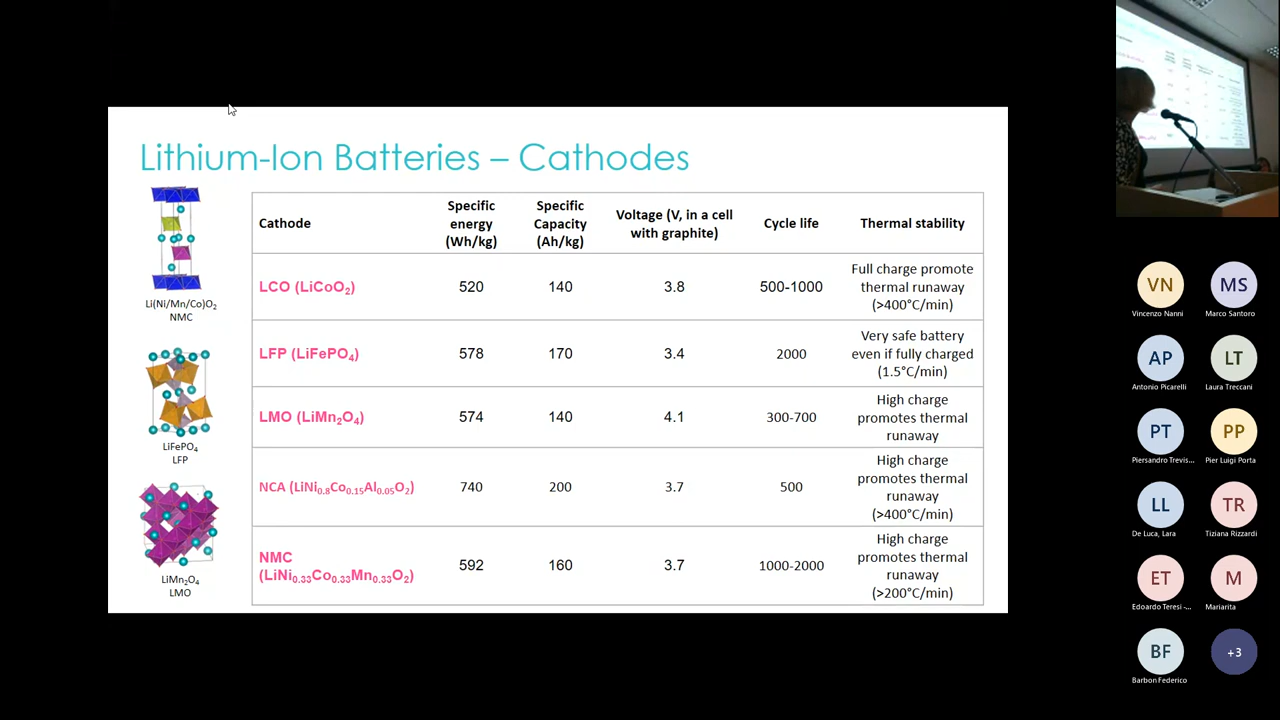 Lithium-Ion Batteries – Cathodes
Li(Ni/Mn/Co)O₂
NMC
LiFePO₄
LFP
LiMn₂O₄
LMO
Cathode
Specific
energy
(Wh/kg)
Specific
Capacity
(Ah/kg)
Voltage (V, in a cell
with graphite)
Cycle life
Thermal stability
LCO (LiCoO₂)
520
140
3.8
500-1000
Full charge promote
thermal runaway
(>400°C/min)
LFP (LiFePO₄)
578
170
3.4
2000
Very safe battery
even if fully charged
(1.5°C/min)
LMO (LiMn₂O₄)
574
140
4.1
300-700
High charge
promotes thermal
runaway
NCA (LiNi₀.₈Co₀.₁₅Al₀.₀₅O₂)
740
200
3.7
500
High charge
promotes thermal
runaway
(>400°C/min)
NMC
(LiNi₀.₃₃Co₀.₃₃Mn₀.₃₃O₂)
592
160
3.7
1000-2000
High charge
promotes thermal
runaway
(>200°C/min)
VN
Vincenzo Nanni
MS
Marco Santoro
AP
Antonio Picarelli
LT
Laura Treccani
PT
Piersandro Trevis...
PP
Pier Luigi Porta
LL
De Luca, Lara
TR
Tiziana Rizzardi
ET
Edoardo Teresi -...
M
Mariarita
BF
Barbon Federico
+3